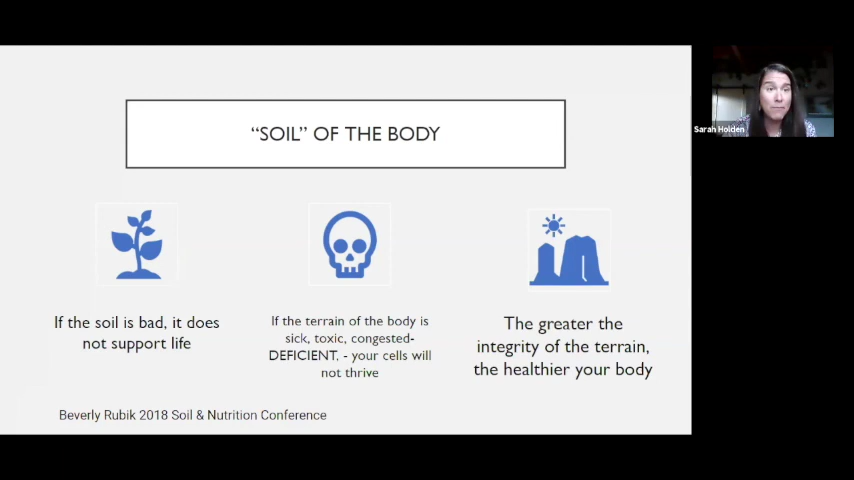 "SOIL" OF THE BODY
Sarah Holden
If the soil is bad, it does
not support life
If the terrain of the body is
sick, toxic, congested-
DEFICIENT, - your cells will
not thrive
The greater the
integrity of the terrain,
the healthier your body
Beverly Rubik 2018 Soil & Nutrition Conference